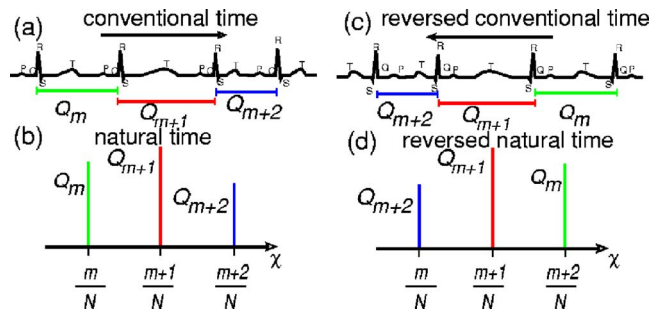 (a) conventional time
R R R R
P Q T P Q T P Q T P Q T
S S S S
Qm Qm+1 Qm+2
(b) natural time
Qm Qm+1 Qm+2
χ
m/N m+1/N m+2/N
(c) reversed conventional time
R R R R
T Q P T Q P T Q P T Q P
S S S S
Qm+2 Qm+1 Qm
(d) reversed natural time
Qm+2 Qm+1 Qm
χ
m/N m+1/N m+2/N